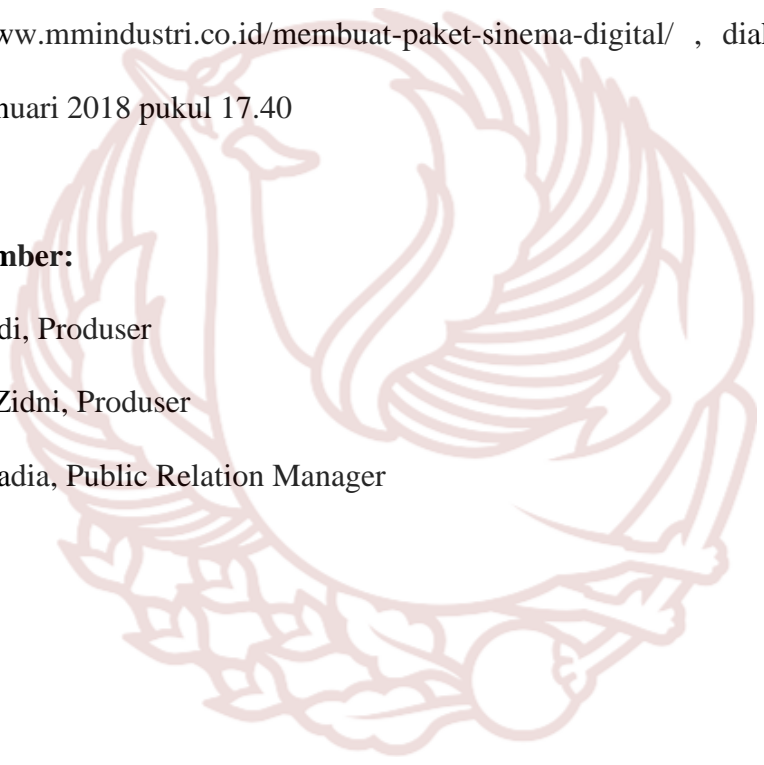 ww.mmindustri.co.id/membuat-paket-sinema-digital/ , dial
nuari 2018 pukul 17.40
mber:
di, Produser
Zidni, Produser
adia, Public Relation Manager